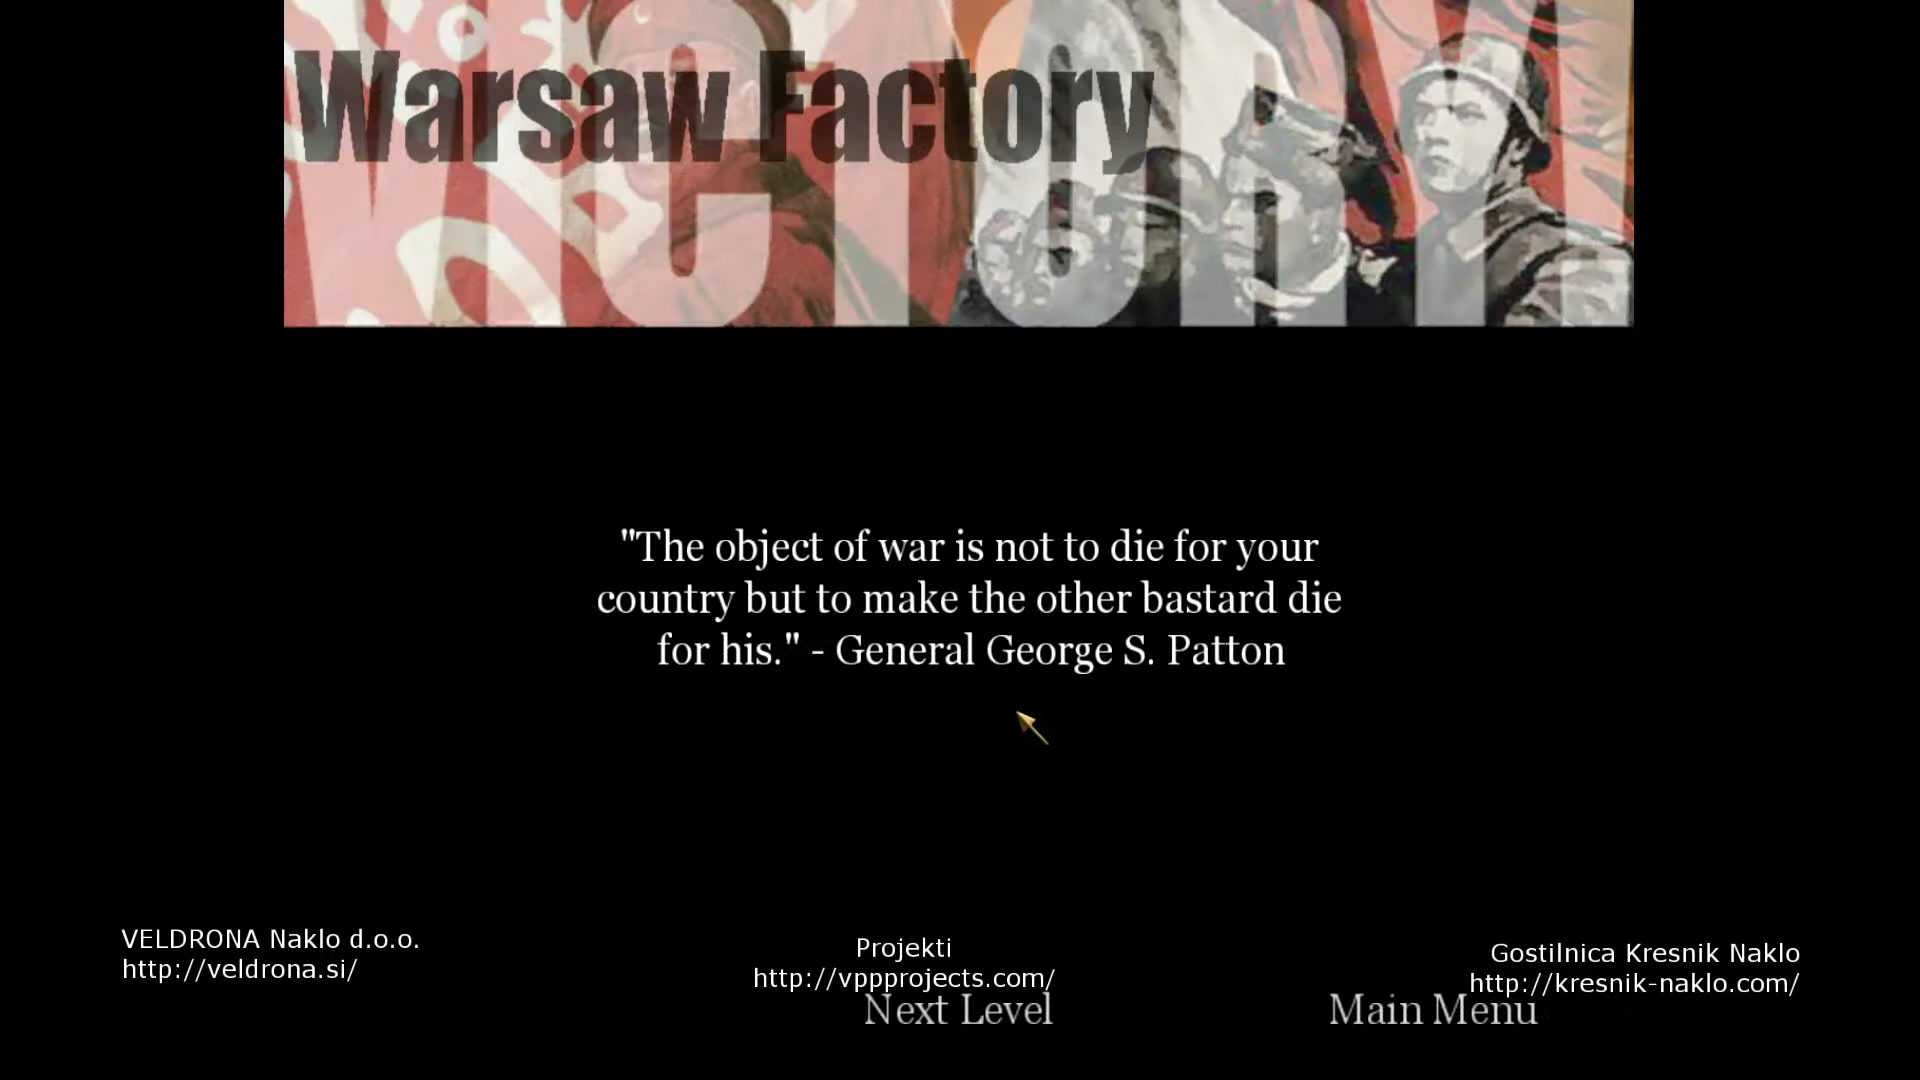 VICTORY!
Warsaw Factory
"The object of war is not to die for your
country but to make the other bastard die
for his." - General George S. Patton
VELDRONA Naklo d.o.o.
http://veldrona.si/
Projekti
http://vppprojects.com/
Gostilnica Kresnik Naklo
http://kresnik-naklo.com/
Next Level
Main Menu